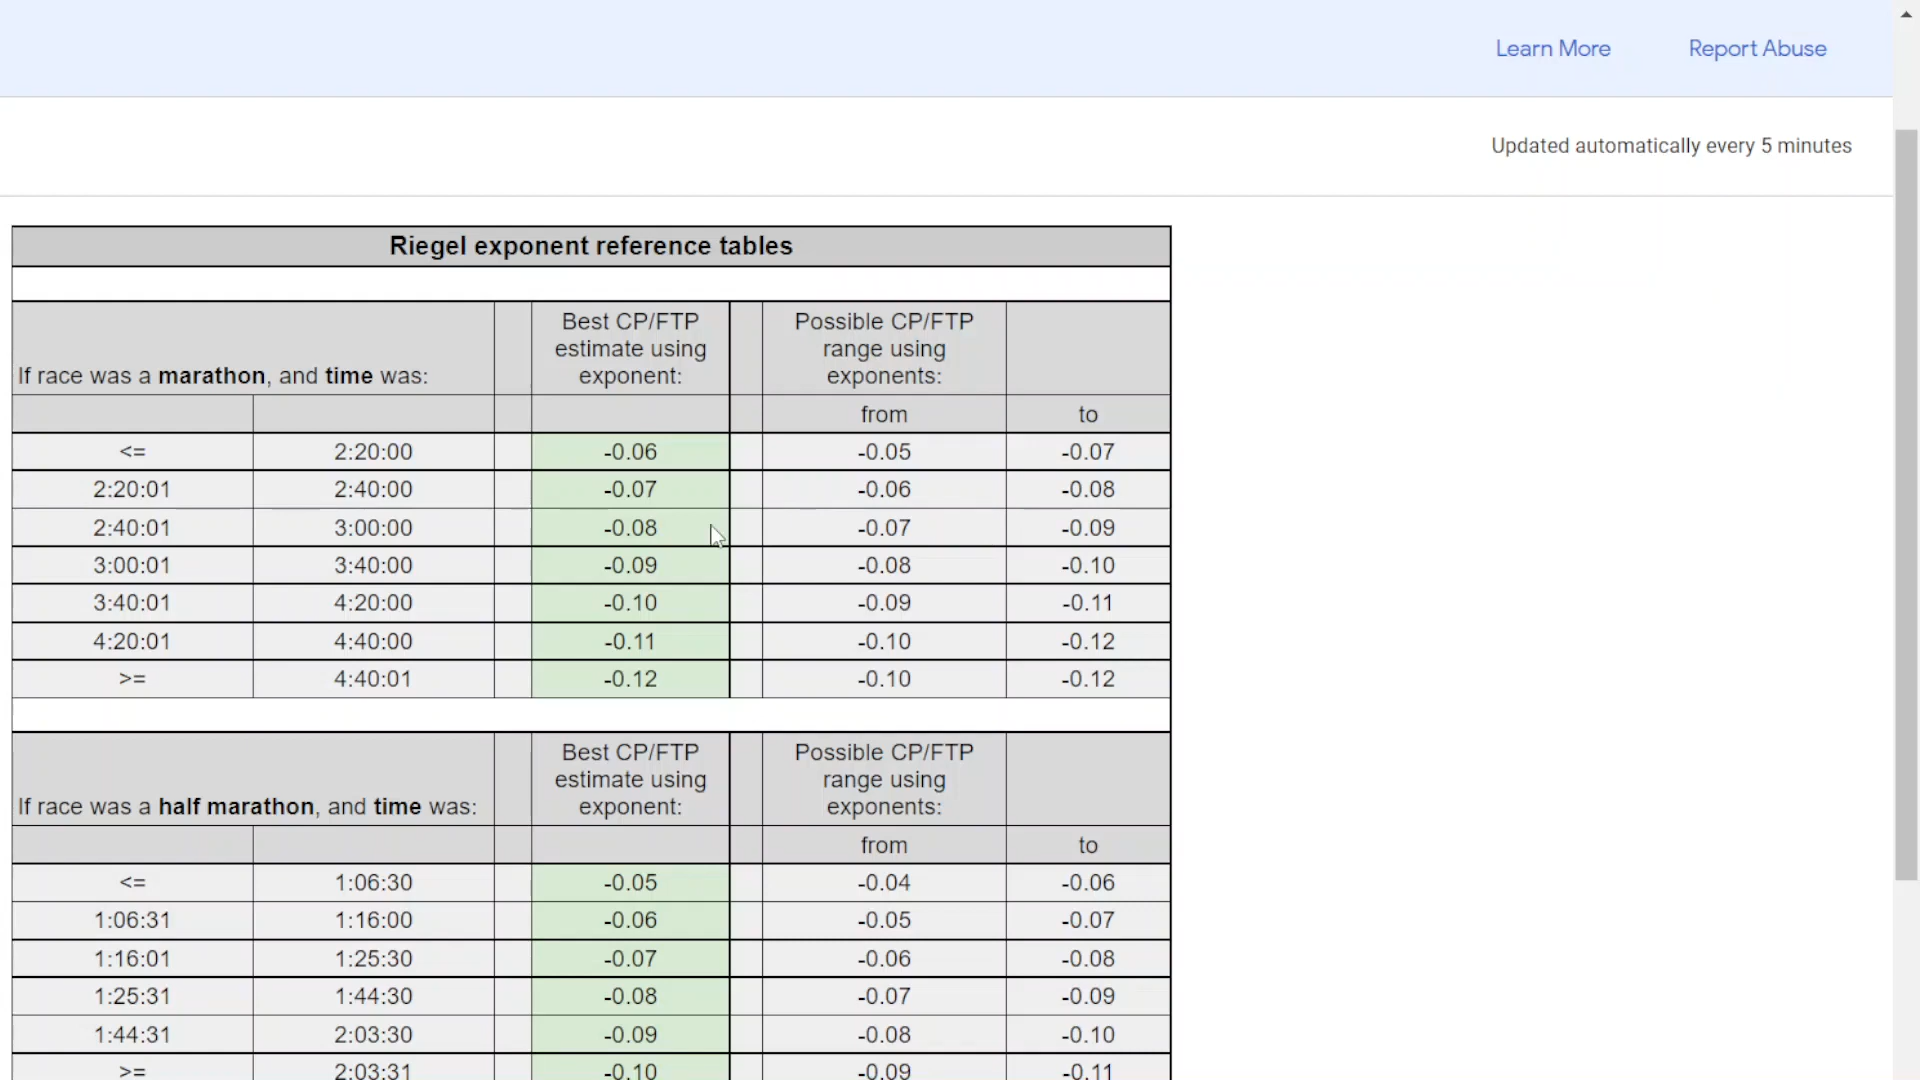 Learn More Report Abuse
Updated automatically every 5 minutes
Riegel exponent reference tables
If race was a marathon, and time was:
Best CP/FTP
estimate using
exponent:
Possible CP/FTP
range using
exponents:
from to
<= 2:20:00 -0.06 -0.05 -0.07
2:20:01 2:40:00 -0.07 -0.06 -0.08
2:40:01 3:00:00 -0.08 -0.07 -0.09
3:00:01 3:40:00 -0.09 -0.08 -0.10
3:40:01 4:20:00 -0.10 -0.09 -0.11
4:20:01 4:40:00 -0.11 -0.10 -0.12
>= 4:40:01 -0.12 -0.10 -0.12
If race was a half marathon, and time was:
Best CP/FTP
estimate using
exponent:
Possible CP/FTP
range using
exponents:
from to
<= 1:06:30 -0.05 -0.04 -0.06
1:06:31 1:16:00 -0.06 -0.05 -0.07
1:16:01 1:25:30 -0.07 -0.06 -0.08
1:25:31 1:44:30 -0.08 -0.07 -0.09
1:44:31 2:03:30 -0.09 -0.08 -0.10
>= 2:03:31 -0.10 -0.09 -0.11